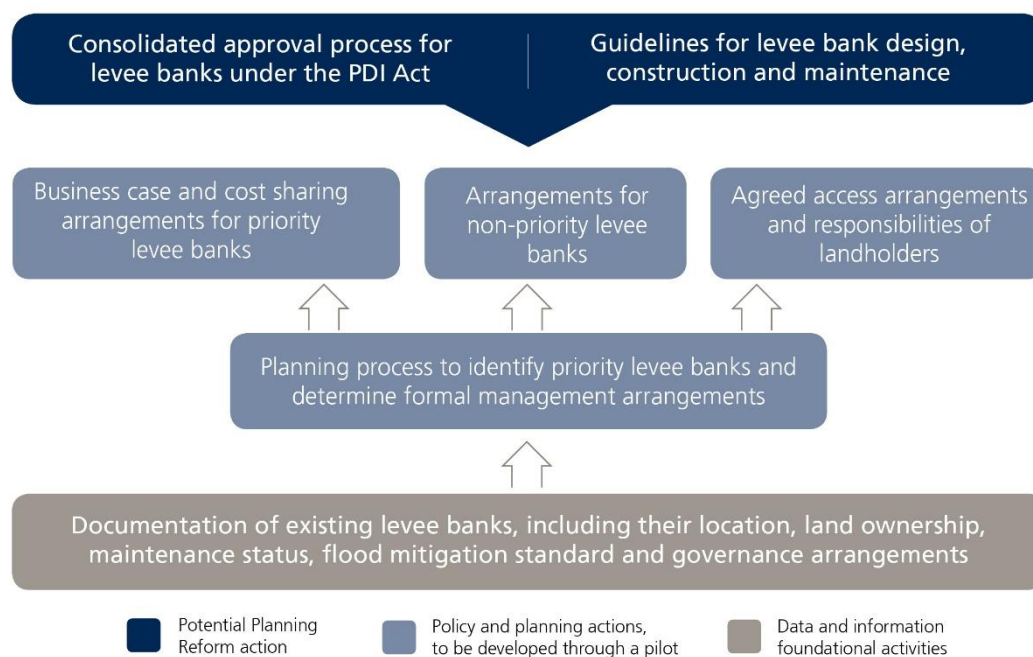 Consolidated approval process for
levee banks under the PDI Act
Guidelines for levee bank design,
construction and maintenance
Business case and cost sharing
arrangements for priority
levee banks
Arrangements for
non-priority levee
banks
Agreed access arrangements
and responsibilities of
landholders
Planning process to identify priority levee banks and
determine formal management arrangements
Documentation of existing levee banks, including their location, land ownership,
maintenance status, flood mitigation standard and governance arrangements
Potential Planning
Reform action
Policy and planning actions,
to be developed through a pilot
Data and information
foundational activities